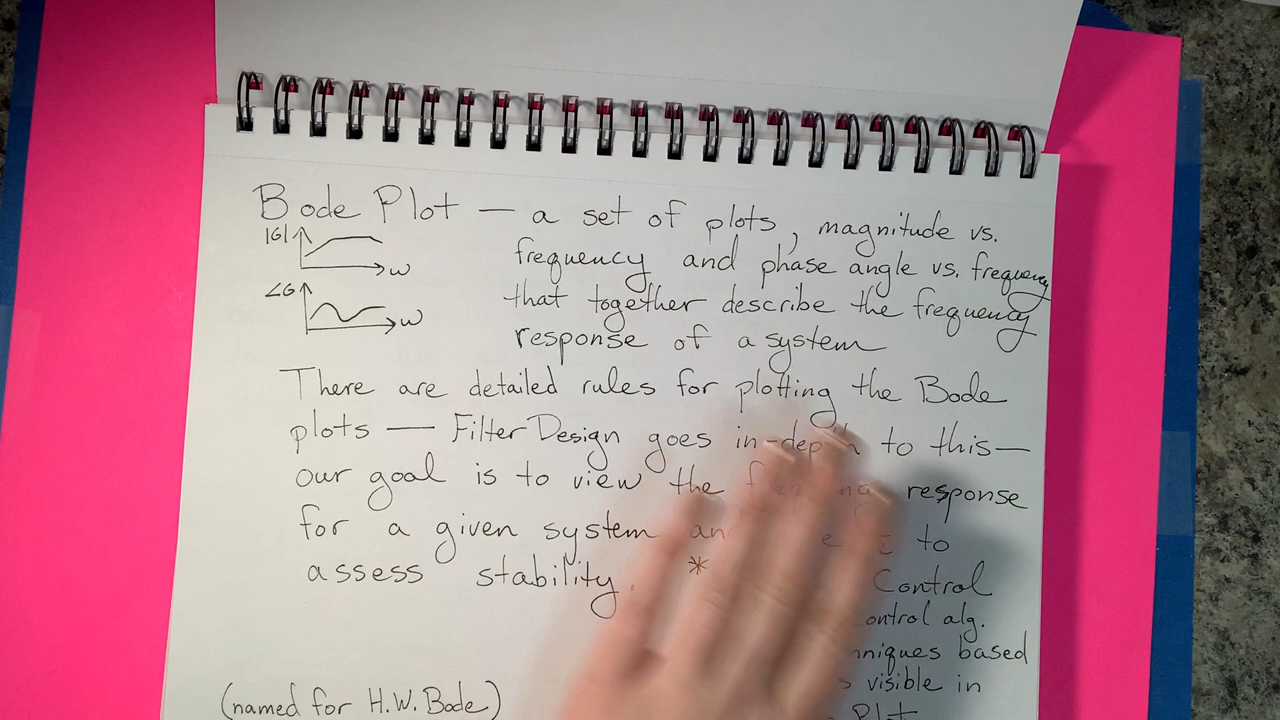 Bode Plot — a set of plots, magnitude vs.
|G|
ω
frequency and phase angle vs. frequency
∠G
ω
that together describe the frequency
response of a system
There are detailed rules for plotting the Bode
plots — Filter Design goes in-depth to this—
our goal is to view the response
for a given system to
assess stability. *
Control
control alg.
based
visible in
Plot
(named for H.W. Bode)